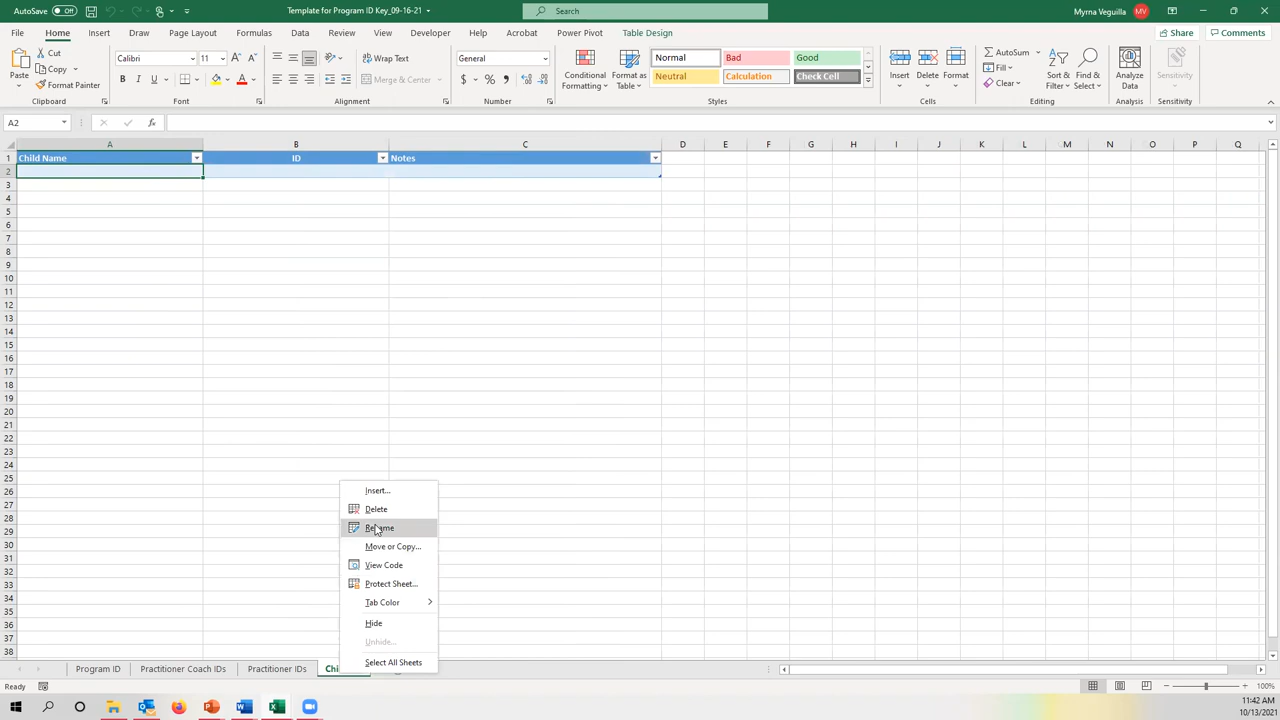 AutoSave Off Template for Program ID Key_09-16-21 Search Myrna Veguilla MV
File Home Insert Draw Page Layout Formulas Data Review View Developer Help Acrobat Power Pivot Table Design Share Comments
Paste Cut Copy Format Painter Clipboard
Calibri 11 B I U Font
Wrap Text Merge & Center Alignment
General $ % , Number
Conditional Formatting Format as Table Normal Bad Good Neutral Calculation Check Cell Styles
Insert Delete Format Cells
AutoSum Fill Clear Sort & Filter Find & Select Editing
Analyze Data Analysis
Sensitivity Sensitivity
A2 fx
A B C D E F G H I J K L M N O P Q
1 Child Name ID Notes
2
3
4
5
6
7
8
9
10
11
12
13
14
15
16
17
18
19
20
21
22
23
24
25
26
27
28
29
30
31
32
33
34
35
36
37
38
Insert...
Delete
Rename
Move or Copy...
View Code
Protect Sheet...
Tab Color
Hide
Unhide...
Select All Sheets
Program ID Practitioner Coach IDs Practitioner IDs Chi
Ready 100%
11:42 AM
10/13/2021